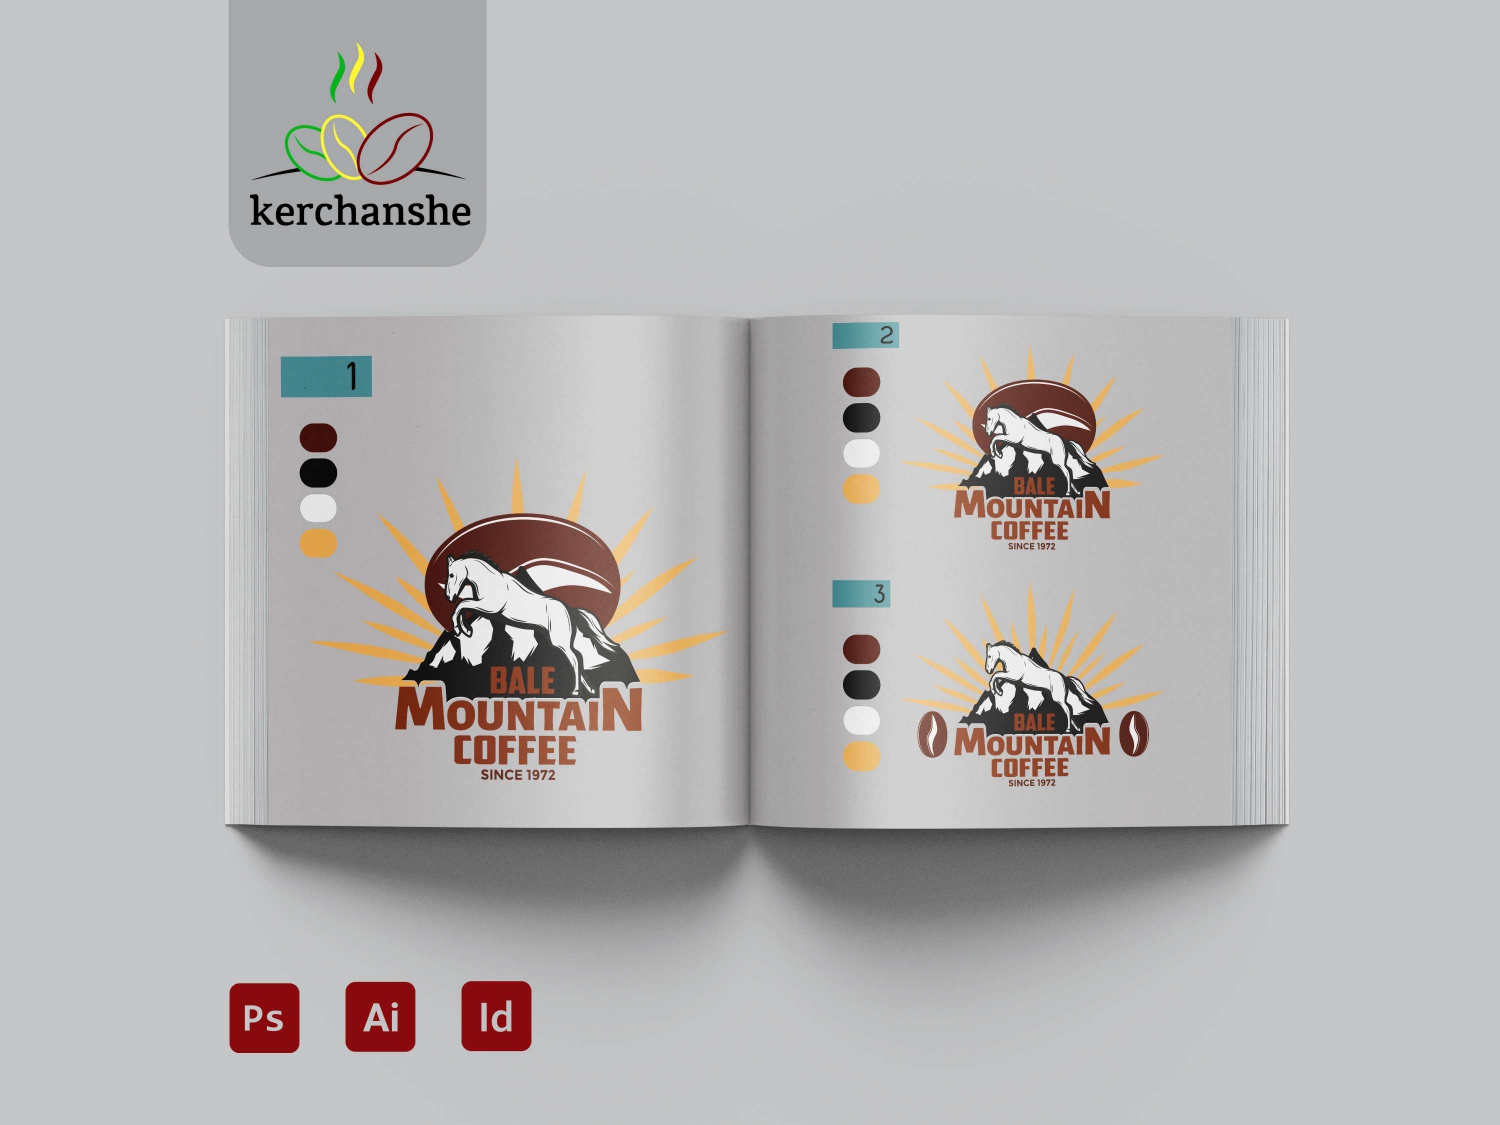 kerchanshe
1
BALE
MOUNTAiN
COFFEE
SINCE 1972
2
BALE
MOUNTAiN
COFFEE
SINCE 1972
3
BALE
MOUNTAiN
COFFEE
SINCE 1972
Ps
Ai
Id